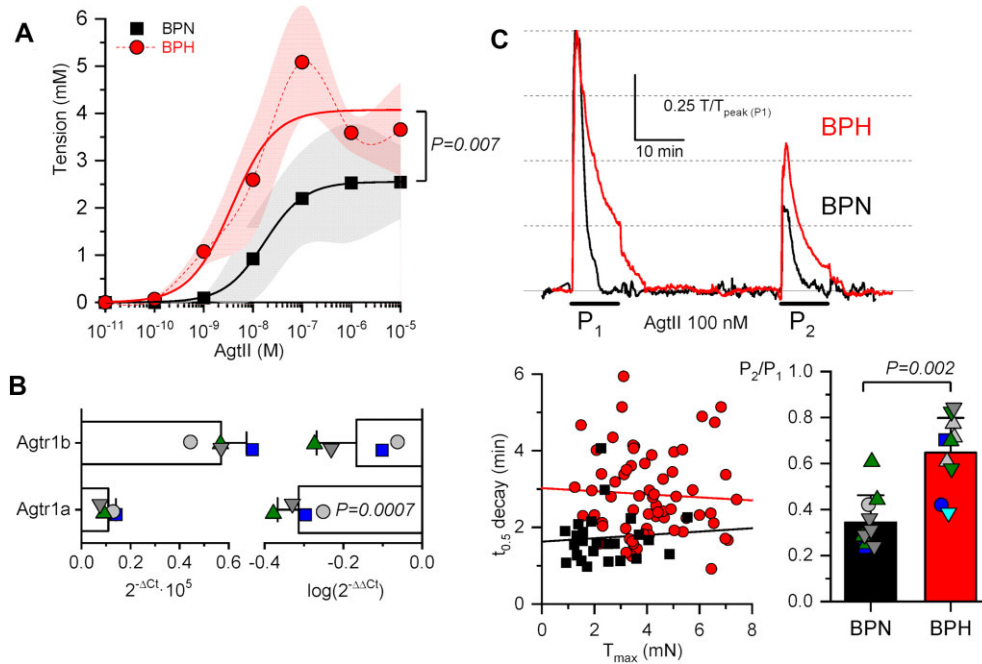 A
BPN
BPH
Tension (mM)
6
5
4
3
2
1
0
P=0.007
10⁻¹¹ 10⁻¹⁰ 10⁻⁹ 10⁻⁸ 10⁻⁷ 10⁻⁶ 10⁻⁵
AgtII (M)
B
Agtr1b
Agtr1a
P=0.0007
0.0 0.3 0.6 -0.4 -0.2 0.0
2^-ΔCt·10⁵
log(2^-ΔΔCt)
C
0.25 T/Tpeak (P1)
10 min
BPH
BPN
P₁ AgtII 100 nM P₂
t0.5 decay (min)
6
4
2
0
0 2 4 6 8
Tmax (mN)
P₂/P₁
P=0.002
1.0
0.8
0.6
0.4
0.2
0.0
BPN BPH